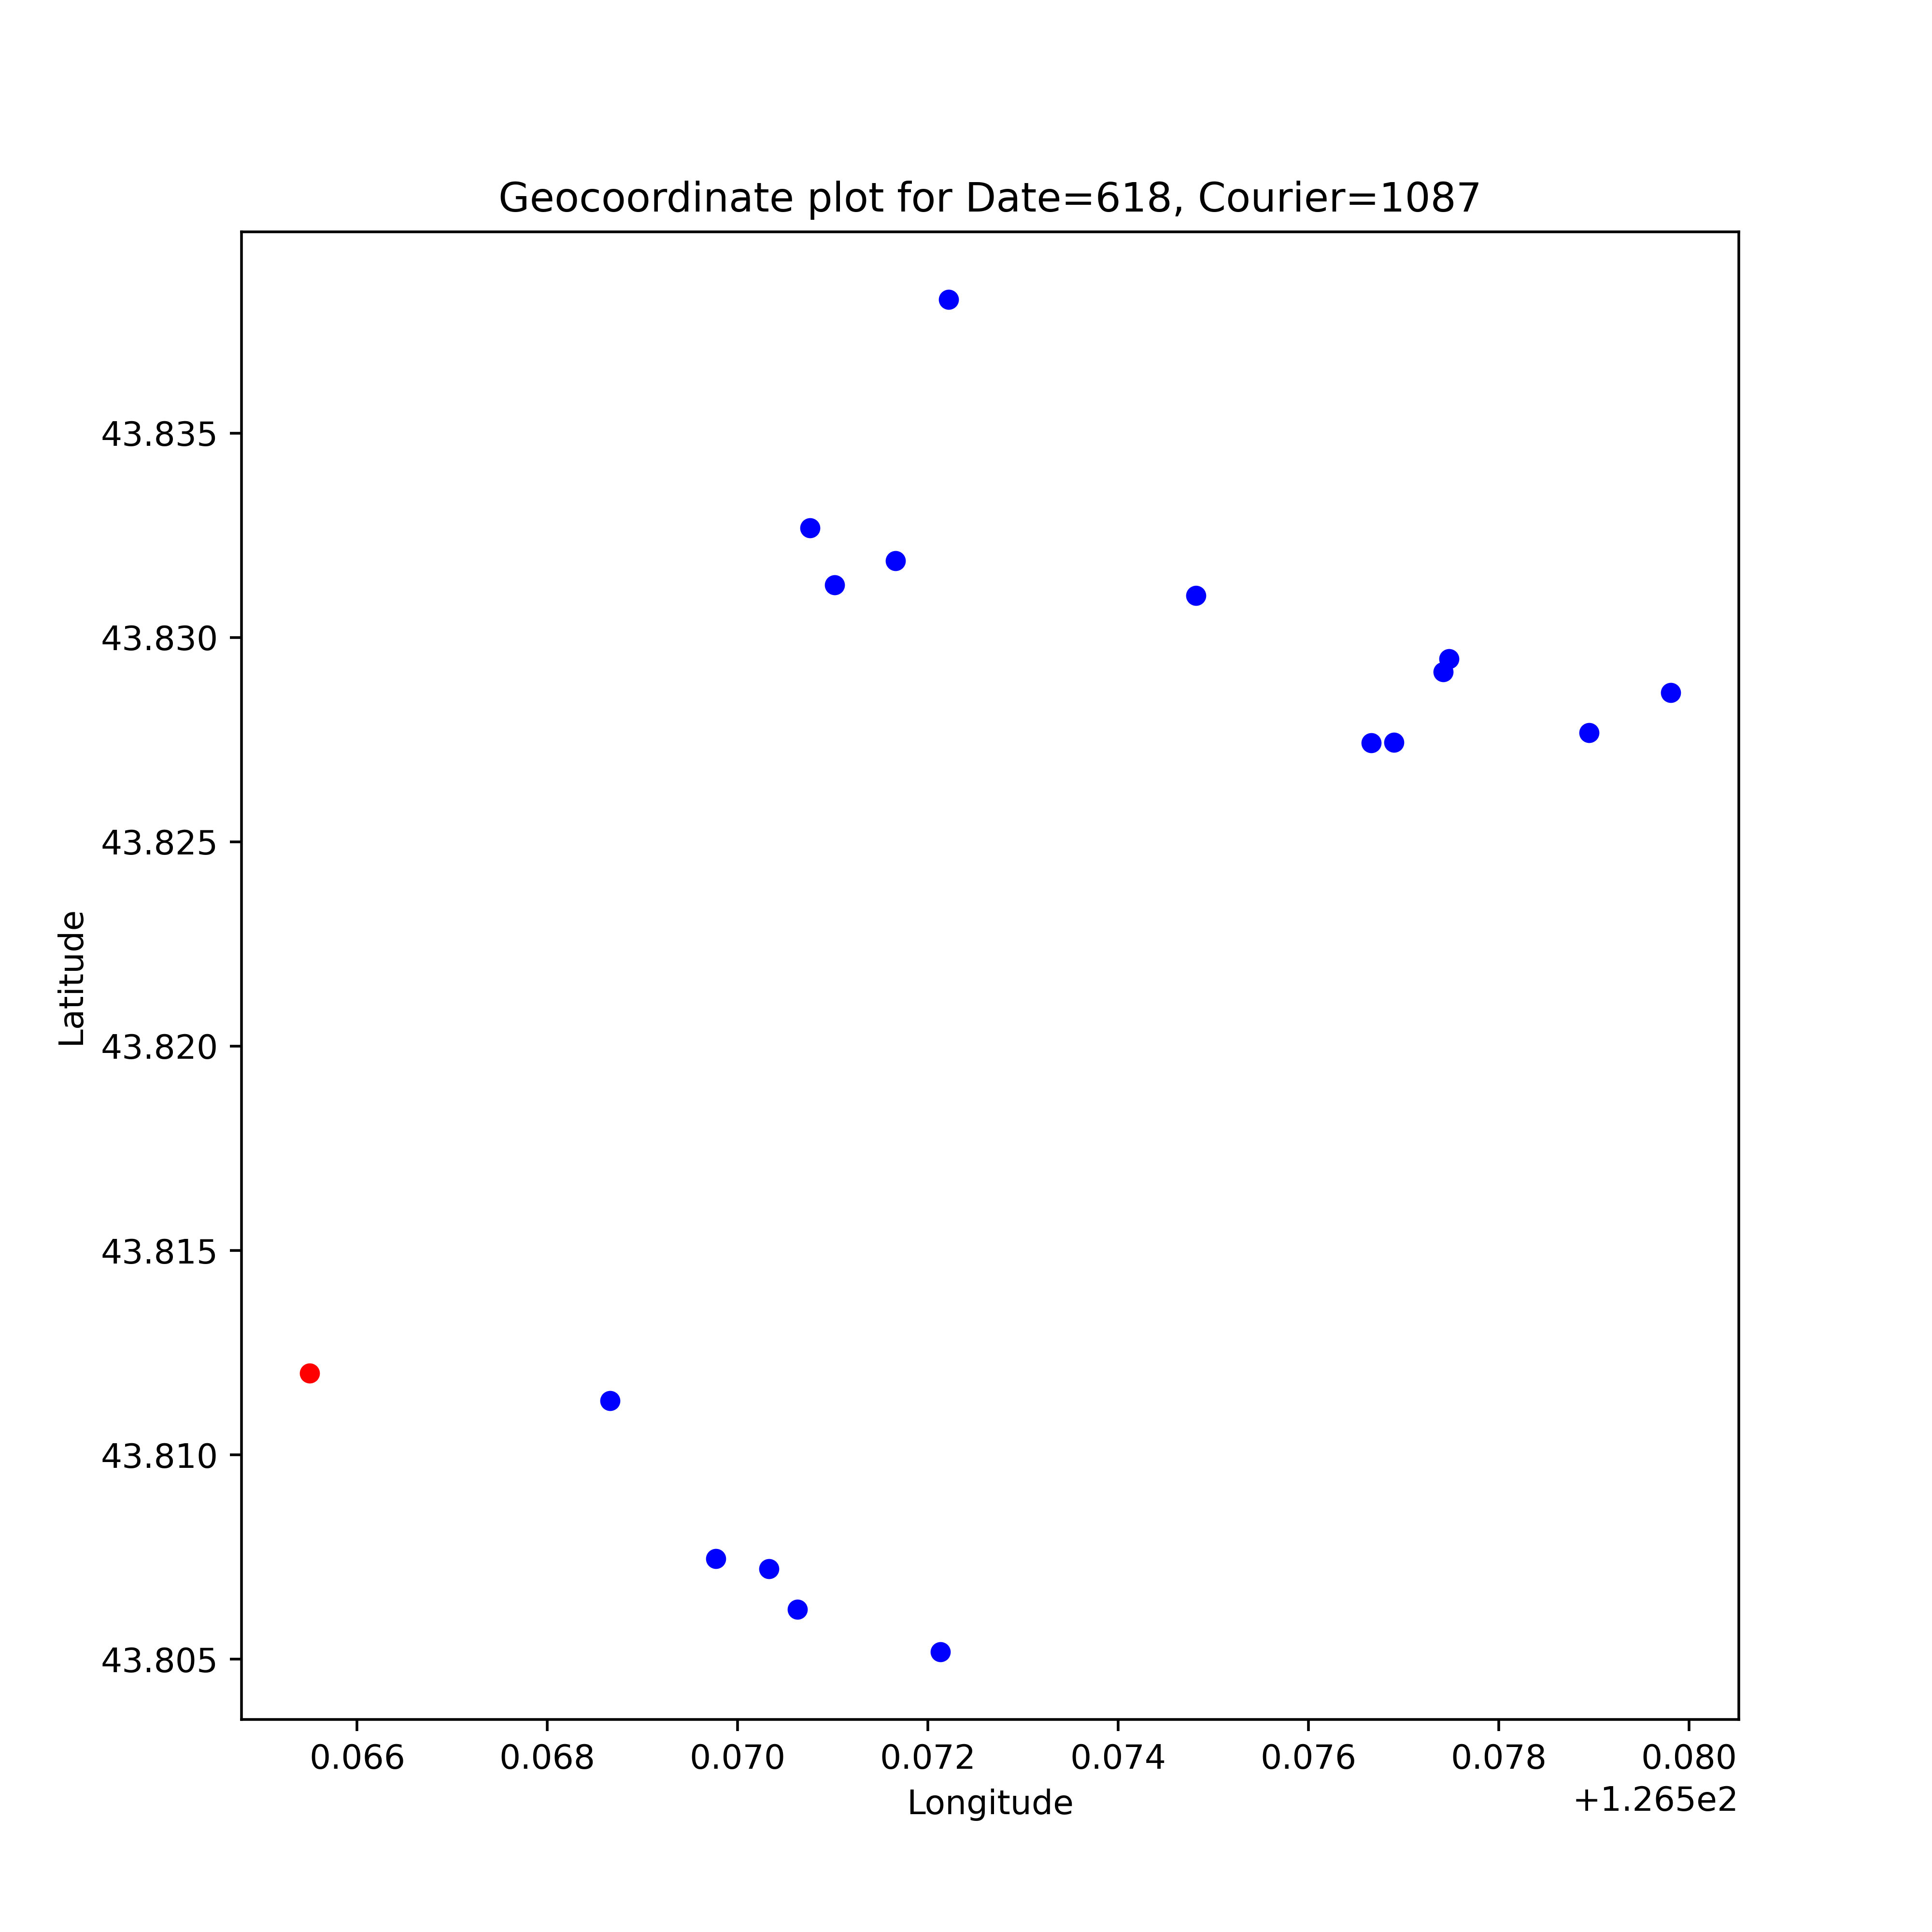 Geocoordinate plot for Date=618, Courier=1087
43.835
43.830
43.825
43.820
43.815
43.810
43.805
Latitude
0.066 0.068 0.070 0.072 0.074 0.076 0.078 0.080
Longitude
+1.265e2